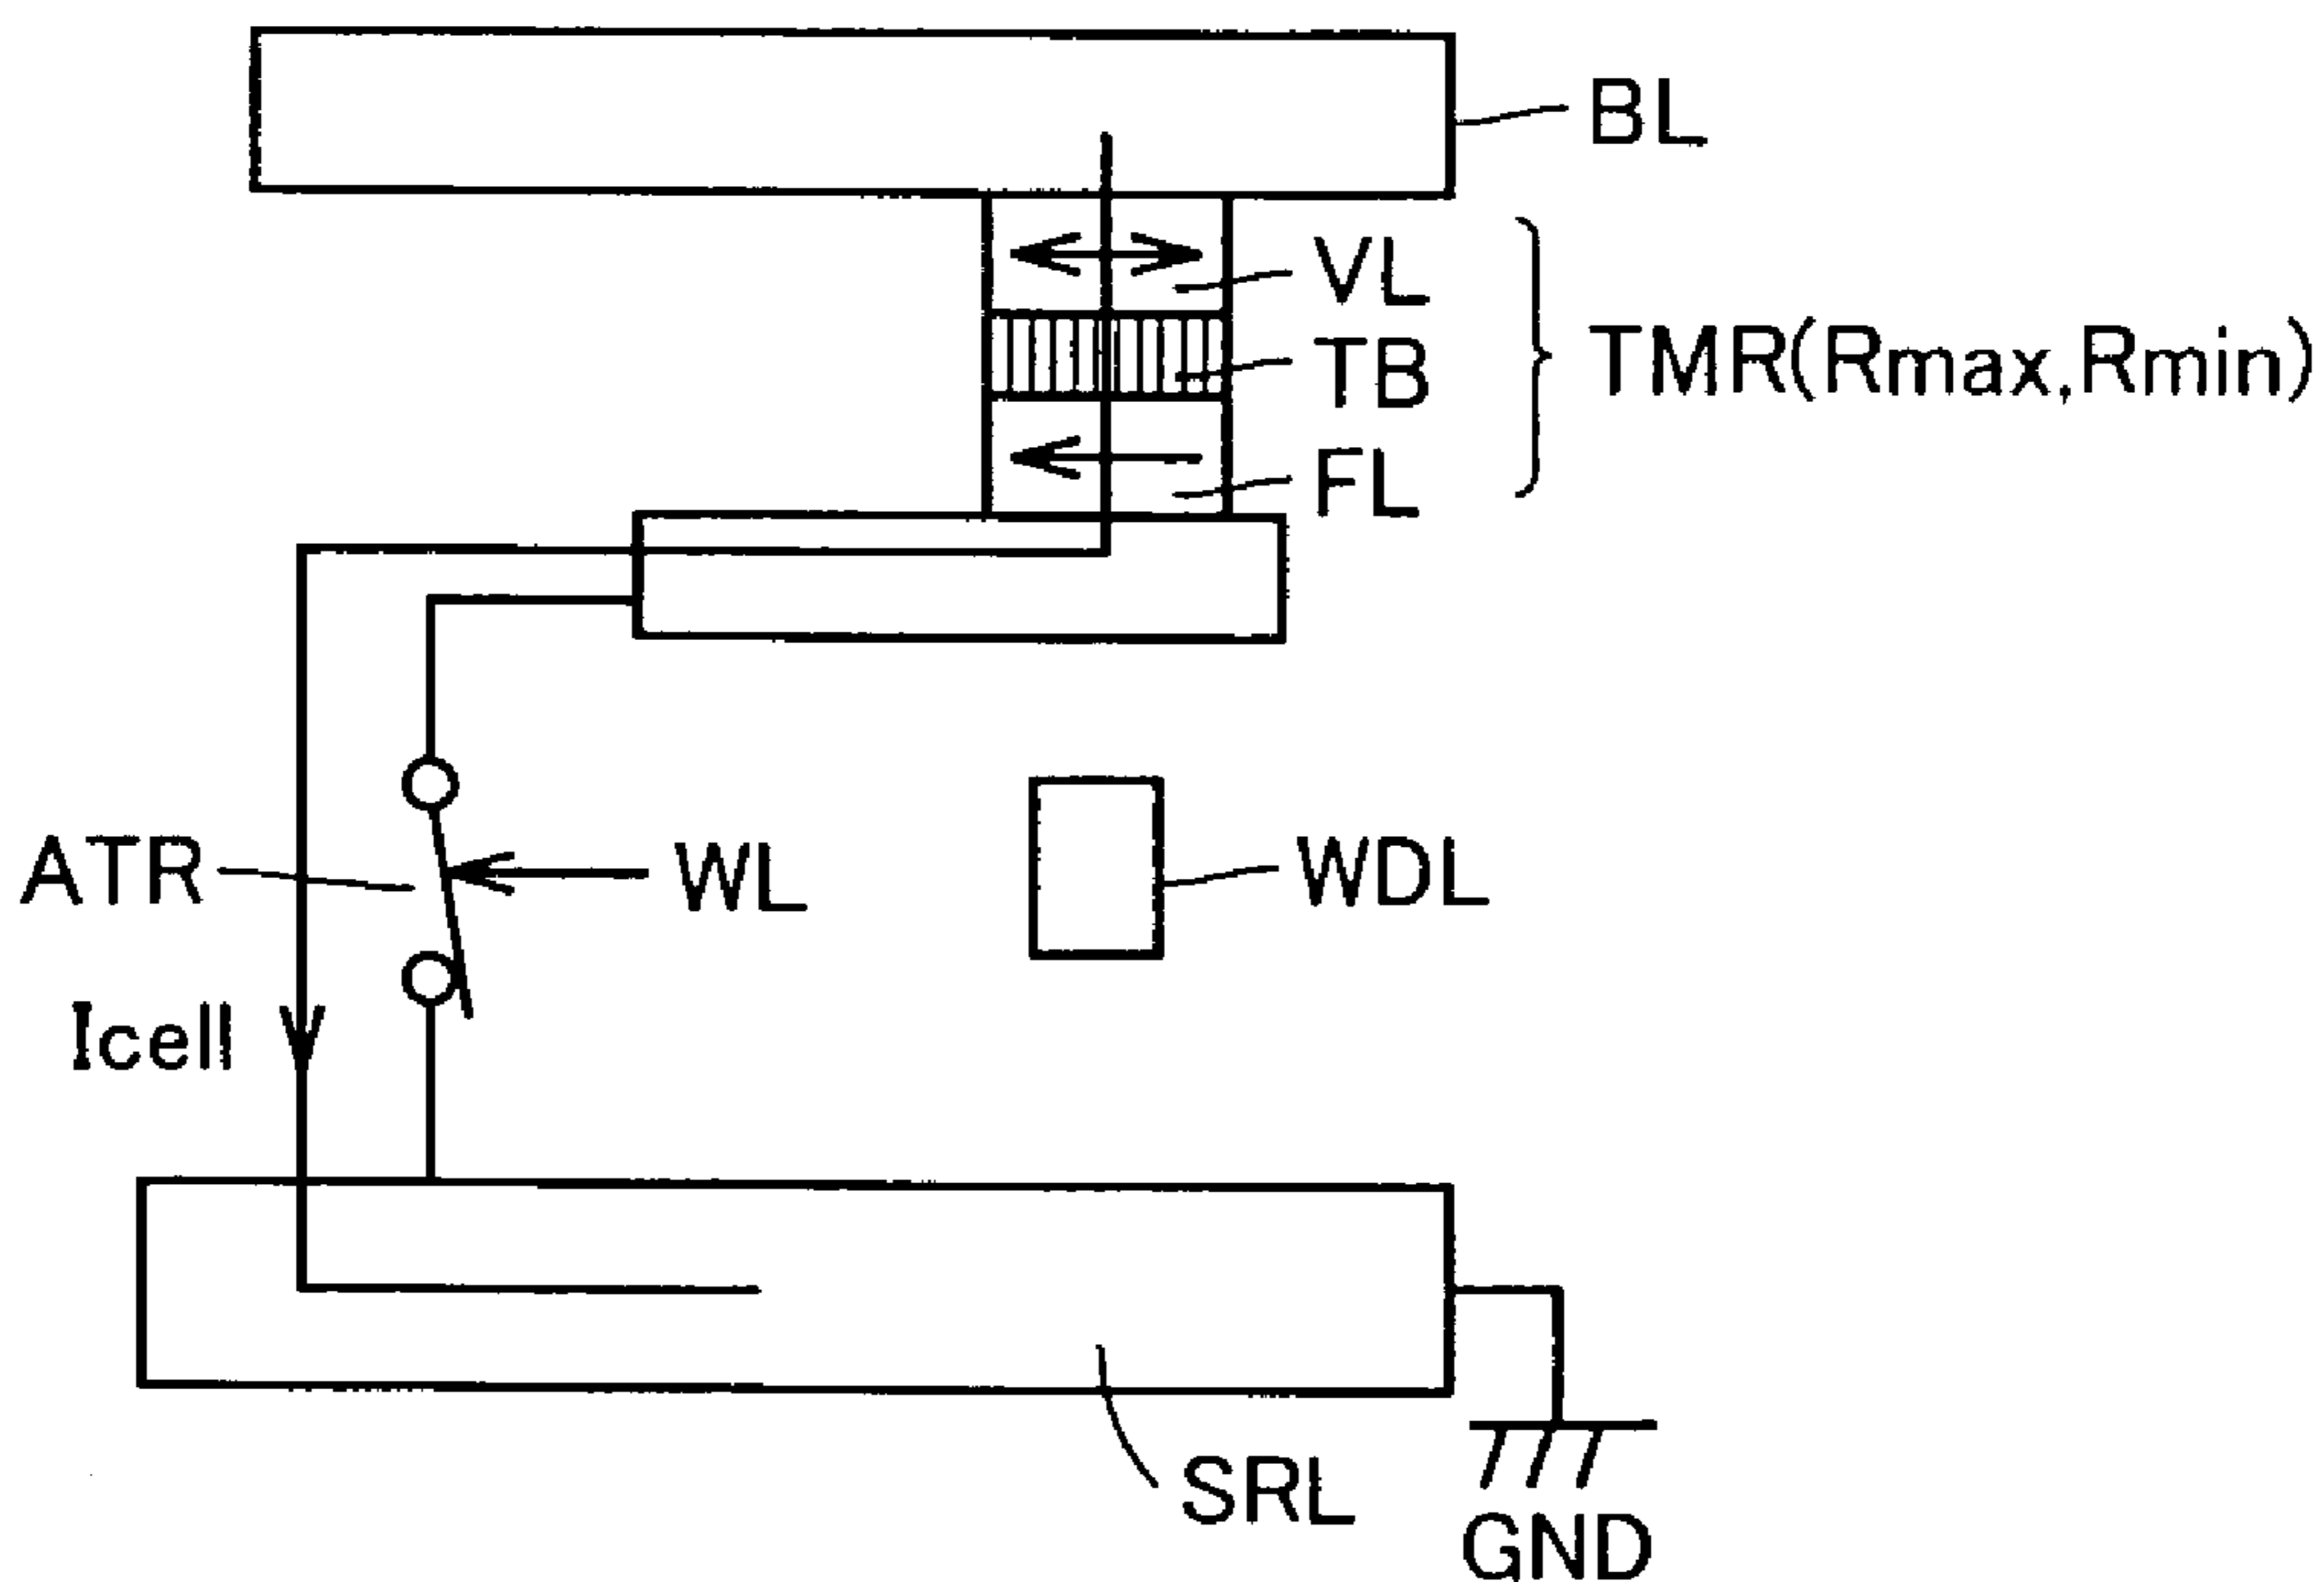 BL
VL
TB
TMR(Rmax,Rmin)
FL
ATR
WL
WDL
Icell
SRL
GND